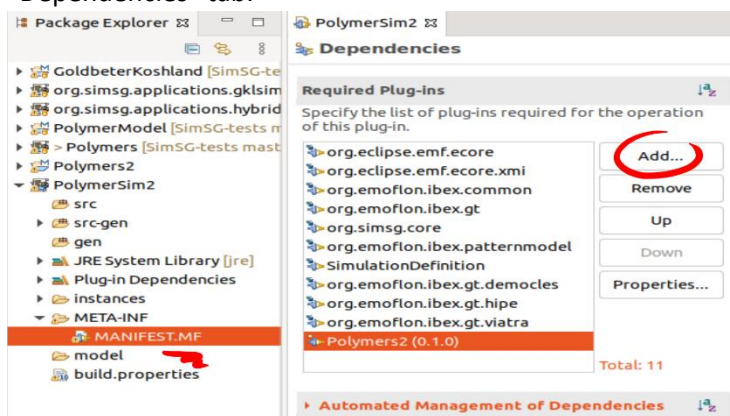 "Dependencies" tab.
Package Explorer
GoldbeterKoshland [SimSG-te
org.simsg.applications.gklsim
org.simsg.applications.hybrid
PolymerModel [SimSG-tests m
> Polymers [SimSG-tests mast
Polymers2
PolymerSim2
src
src-gen
gen
JRE System Library [jre]
Plug-in Dependencies
instances
META-INF
MANIFEST.MF
model
build.properties
PolymerSim2
Dependencies
Required Plug-ins
Specify the list of plug-ins required for the operation
of this plug-in.
org.eclipse.emf.ecore
org.eclipse.emf.ecore.xmi
org.emoflon.ibex.common
org.emoflon.ibex.gt
org.simsg.core
org.emoflon.ibex.patternmodel
SimulationDefinition
org.emoflon.ibex.gt.democles
org.emoflon.ibex.gt.hipe
org.emoflon.ibex.gt.viatra
Polymers2 (0.1.0)
Add...
Remove
Up
Down
Properties...
Total: 11
Automated Management of Dependencies